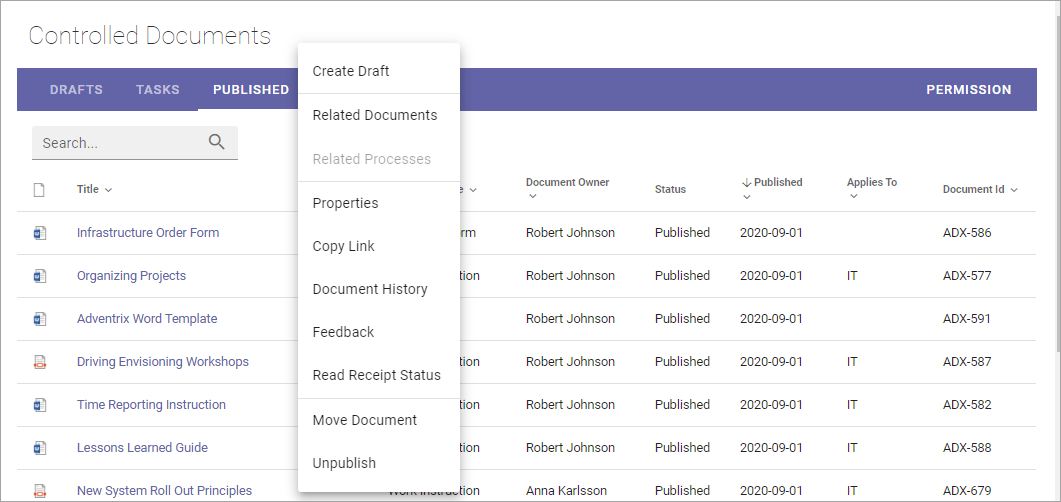 Controlled Documents
DRAFTS TASKS PUBLISHED PERMISSION
Create Draft
Related Documents
Related Processes
Properties
Copy Link
Document History
Feedback
Read Receipt Status
Move Document
Unpublish
Search...
Title Document Owner Status Published Applies To Document Id
Infrastructure Order Form rm Robert Johnson Published 2020-09-01 ADX-586
Organizing Projects tion Robert Johnson Published 2020-09-01 IT ADX-577
Adventrix Word Template Robert Johnson Published 2020-09-01 ADX-591
Driving Envisioning Workshops tion Robert Johnson Published 2020-09-01 IT ADX-587
Time Reporting Instruction tion Robert Johnson Published 2020-09-01 IT ADX-582
Lessons Learned Guide tion Robert Johnson Published 2020-09-01 IT ADX-588
New System Roll Out Principles Work Instruction Anna Karlsson Published 2020-09-01 IT ADX-679